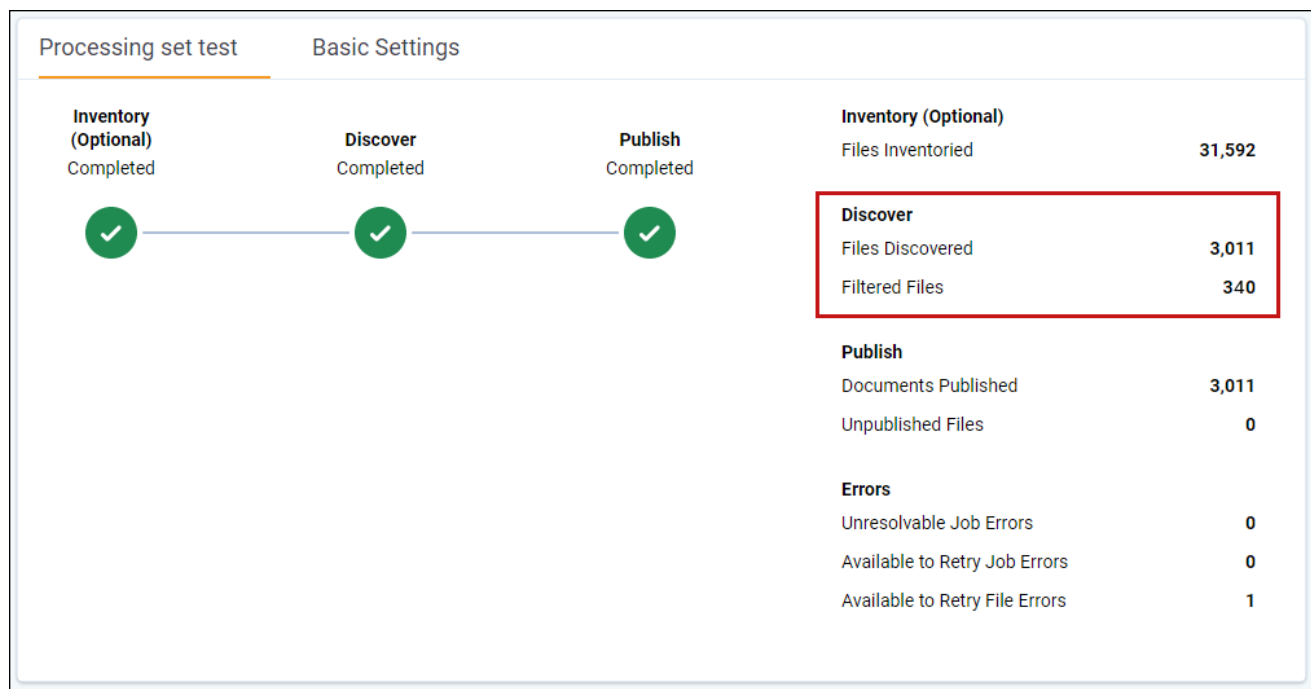 Processing set test Basic Settings
Inventory
(Optional)
Completed
Discover
Completed
Publish
Completed
Inventory (Optional)
Files Inventoried 31,592
Discover
Files Discovered 3,011
Filtered Files 340
Publish
Documents Published 3,011
Unpublished Files 0
Errors
Unresolvable Job Errors 0
Available to Retry Job Errors 0
Available to Retry File Errors 1